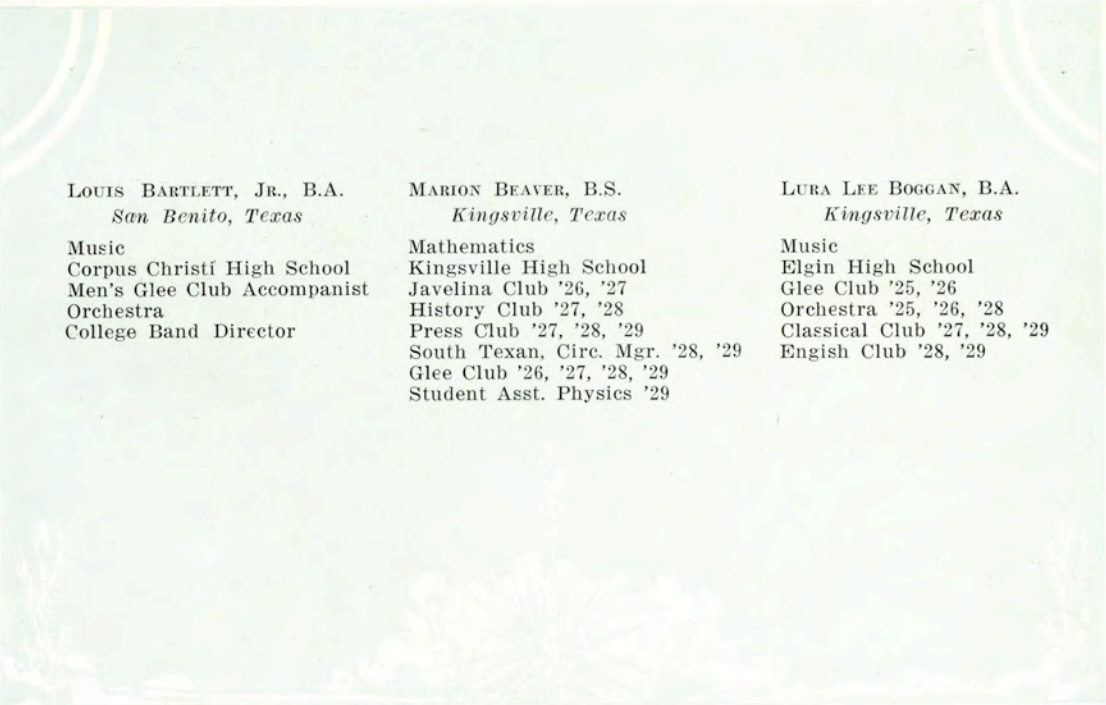 LOUIS BARTLETT, JR., B.A.
San Benito, Texas
Music
Corpus Christi High School
Men's Glee Club Accompanist
Orchestra
College Band Director
MARION BEAVER, B.S.
Kingsville, Texas
Mathematics
Kingsville High School
Javelina Club '26, '27
History Club '27, '28
Press Club '27, '28, '29
South Texan, Circ. Mgr. '28, '29
Glee Club '26, '27, '28, '29
Student Asst. Physics '29
LURA LEE BOGGAN, B.A.
Kingsville, Texas
Music
Elgin High School
Glee Club '25, '26
Orchestra '25, '26, '28
Classical Club '27, '28, '29
Engish Club '28, '29